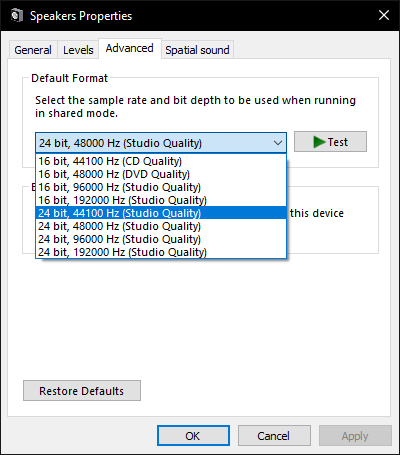 Speakers Properties
General Levels Advanced Spatial sound
Default Format
Select the sample rate and bit depth to be used when running
in shared mode.
24 bit, 48000 Hz (Studio Quality)
Test
16 bit, 44100 Hz (CD Quality)
16 bit, 48000 Hz (DVD Quality)
16 bit, 96000 Hz (Studio Quality)
16 bit, 192000 Hz (Studio Quality)
24 bit, 44100 Hz (Studio Quality)
this device
24 bit, 48000 Hz (Studio Quality)
24 bit, 96000 Hz (Studio Quality)
24 bit, 192000 Hz (Studio Quality)
Restore Defaults
OK Cancel Apply